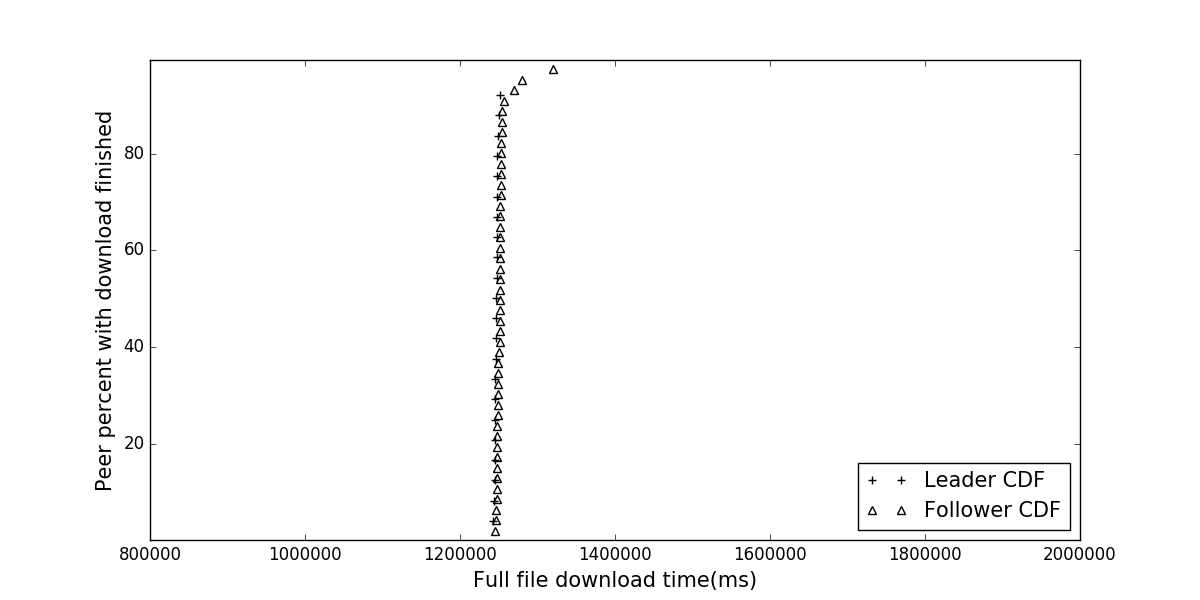 Peer percent with download finished
80
60
40
20
800000 1000000 1200000 1400000 1600000 1800000 2000000
Full file download time(ms)
Leader CDF
Follower CDF